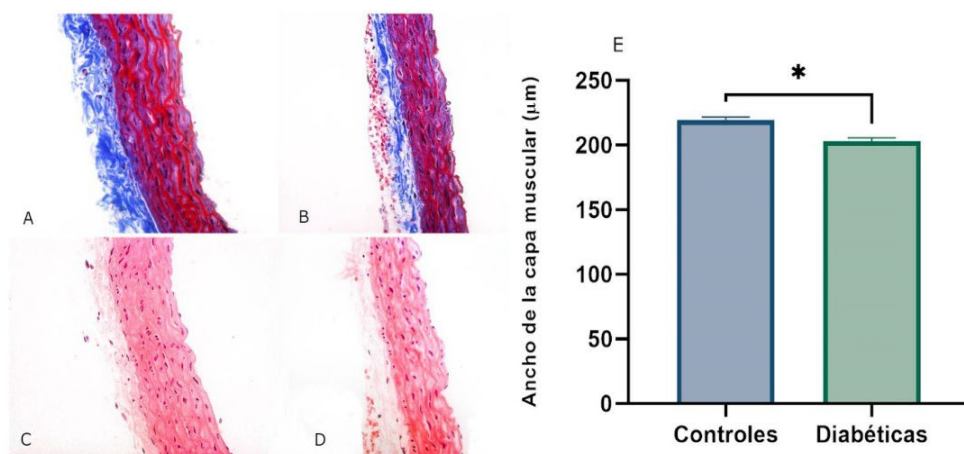 A
B
C
D
E
*
Ancho de la capa muscular (μm)
250
200
150
100
50
0
Controles
Diabéticas